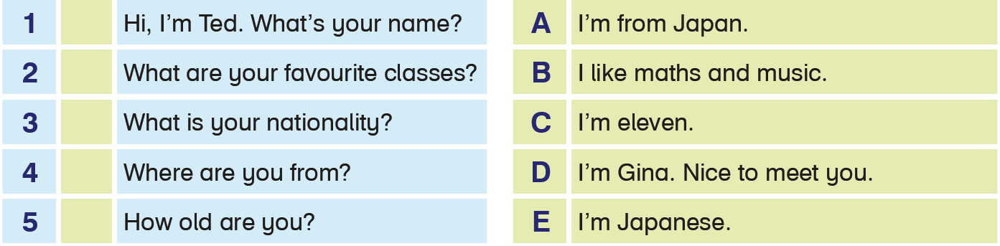 1 Hi, I'm Ted. What's your name? A I'm from Japan.
2 What are your favourite classes? B I like maths and music.
3 What is your nationality? C I'm eleven.
4 Where are you from? D I'm Gina. Nice to meet you.
5 How old are you? E I'm Japanese.